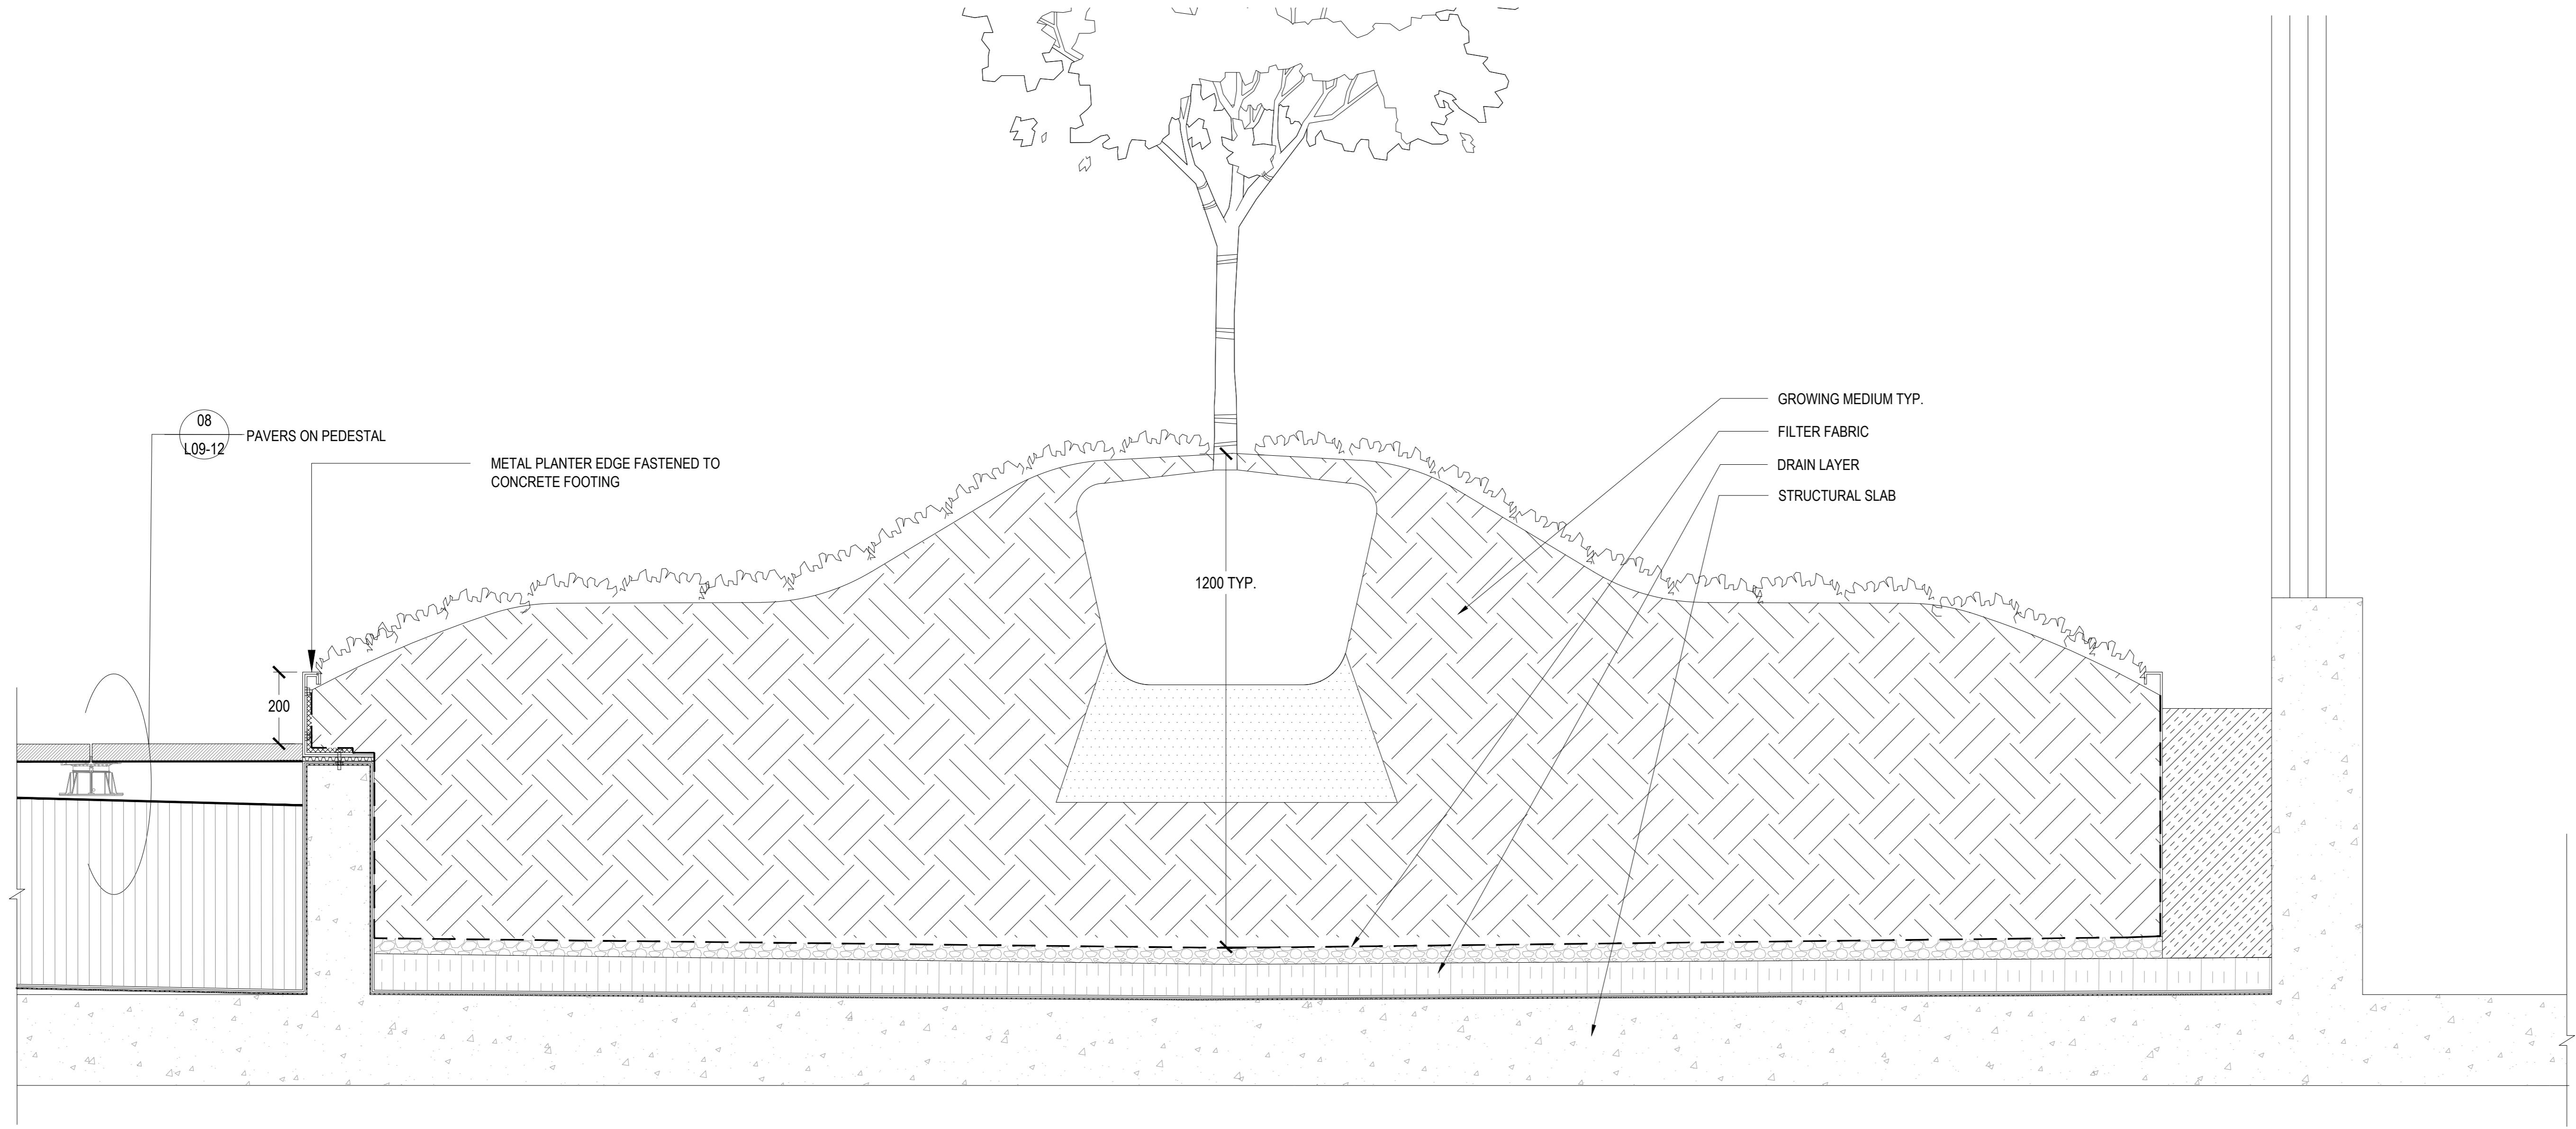 08
L09-12
PAVERS ON PEDESTAL
METAL PLANTER EDGE FASTENED TO
CONCRETE FOOTING
GROWING MEDIUM TYP.
FILTER FABRIC
DRAIN LAYER
STRUCTURAL SLAB
1200 TYP.
200